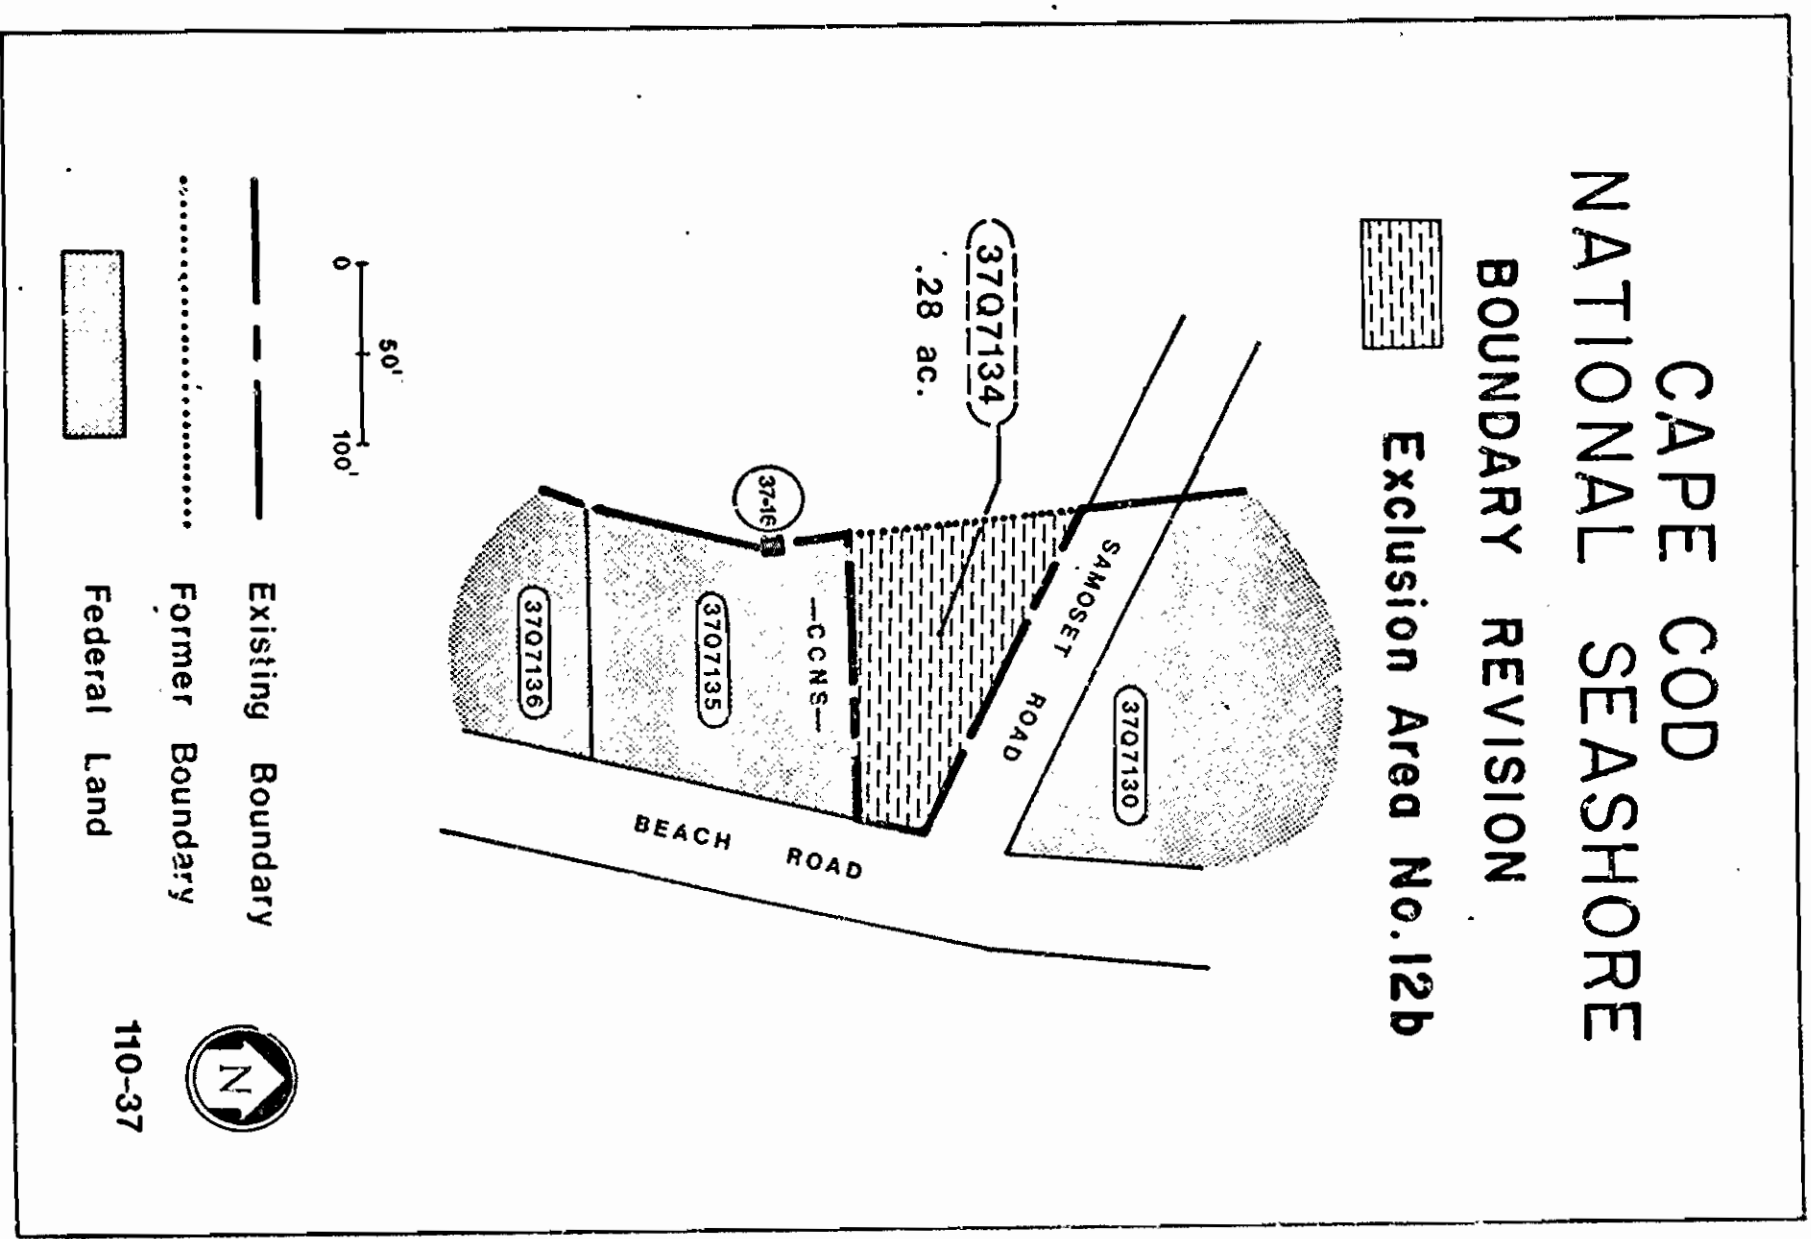 CAPE COD
NATIONAL SEASHORE
BOUNDARY REVISION
Exclusion Area No. 12b
37Q7134
.28 ac.
SAMOSET ROAD
37Q7130
37-16
—CCNS—
37Q7135
37Q7136
BEACH ROAD
0 50' 100'
Existing Boundary
Former Boundary
Federal Land
N
110-37